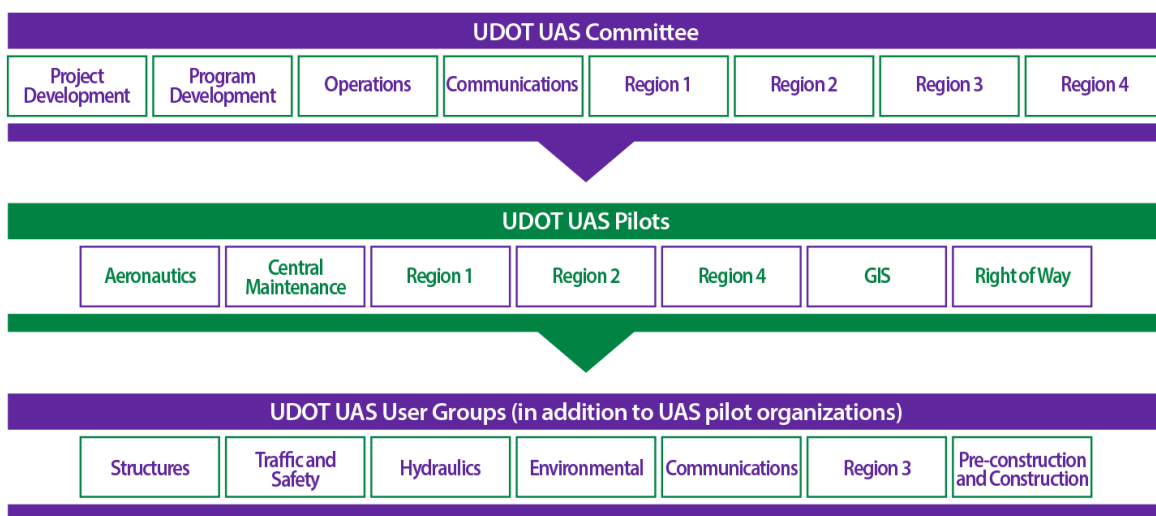 UDOT UAS Committee
Project
Development
Program
Development
Operations
Communications
Region 1
Region 2
Region 3
Region 4
UDOT UAS Pilots
Aeronautics
Central
Maintenance
Region 1
Region 2
Region 4
GIS
Right of Way
UDOT UAS User Groups (in addition to UAS pilot organizations)
Structures
Traffic and
Safety
Hydraulics
Environmental
Communications
Region 3
Pre-construction
and Construction